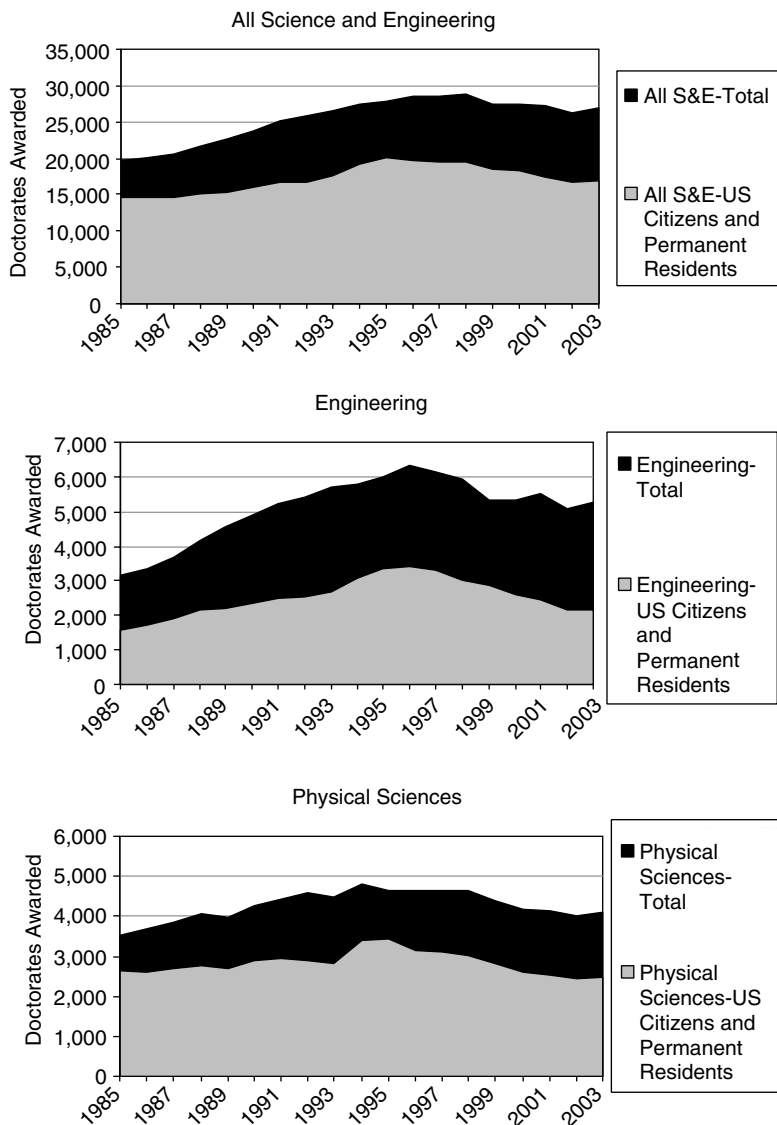 All Science and Engineering
Doctorates Awarded
35,000
30,000
25,000
20,000
15,000
10,000
5,000
0
1985
1987
1989
1991
1993
1995
1997
1999
2001
2003
All S&E-Total
All S&E-US
Citizens and
Permanent
Residents
Engineering
Doctorates Awarded
7,000
6,000
5,000
4,000
3,000
2,000
1,000
0
1985
1987
1989
1991
1993
1995
1997
1999
2001
2003
Engineering-
Total
Engineering-
US Citizens
and
Permanent
Residents
Physical Sciences
Doctorates Awarded
6,000
5,000
4,000
3,000
2,000
1,000
0
1985
1987
1989
1991
1993
1995
1997
1999
2001
2003
Physical
Sciences-
Total
Physical
Sciences-US
Citizens and
Permanent
Residents